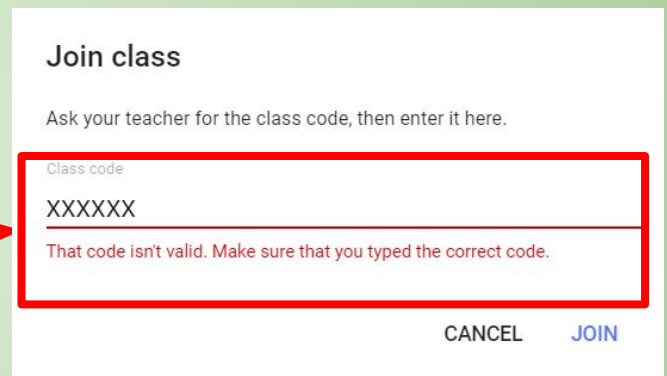 Join class
Ask your teacher for the class code, then enter it here.
Class code
XXXXXX
That code isn't valid. Make sure that you typed the correct code.
CANCEL JOIN